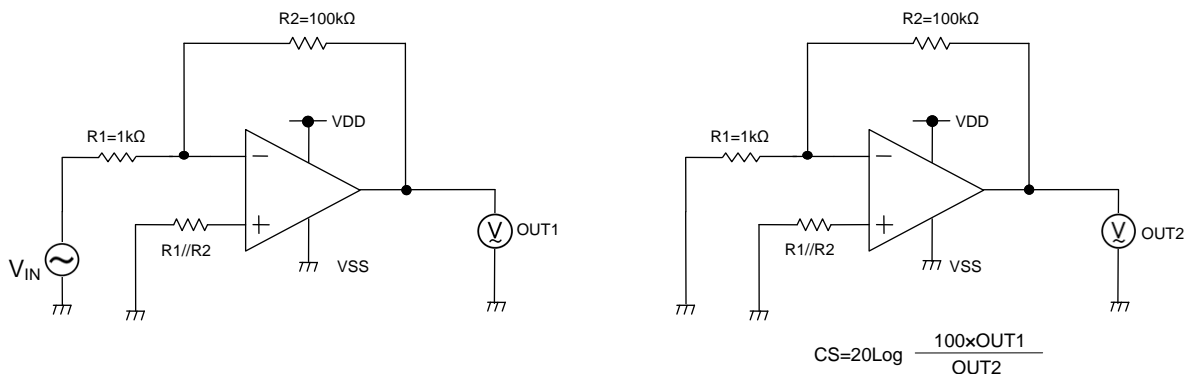 R2=100kΩ
VDD
R1=1kΩ
−
+
R1//R2
VSS
VIN
V
OUT1
R2=100kΩ
VDD
R1=1kΩ
−
+
R1//R2
VSS
V
OUT2
CS=20Log 100×OUT1
OUT2